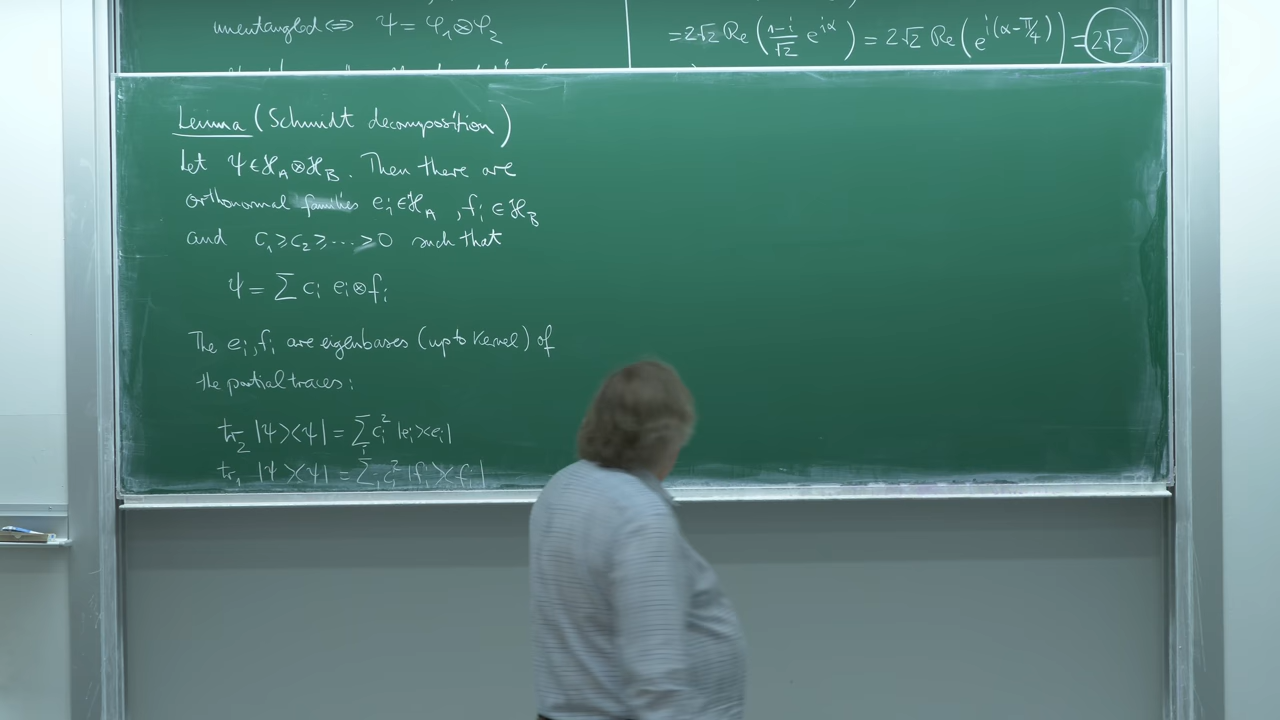 unentangled ⇔ Ψ = φ₁⊗φ₂
= 2√2 Re((1-i)/√2 e^{iα}) = 2√2 Re(e^{i(α-π/4)}) = 2√2
Lemma (Schmidt decomposition)
Let Ψ∈ℋ_A⊗ℋ_B. Then there are
orthonormal families e_i∈ℋ_A, f_i∈ℋ_B
and c₁≥c₂≥...>0 such that
Ψ = ∑ c_i e_i⊗f_i
The e_i, f_i are eigenbases (up to kernel) of
the partial traces:
tr₂ |Ψ><Ψ| = ∑_i c_i² |e_i><e_i|
tr₁ |Ψ><Ψ| = ∑_i c_i² |f_i><f_i|